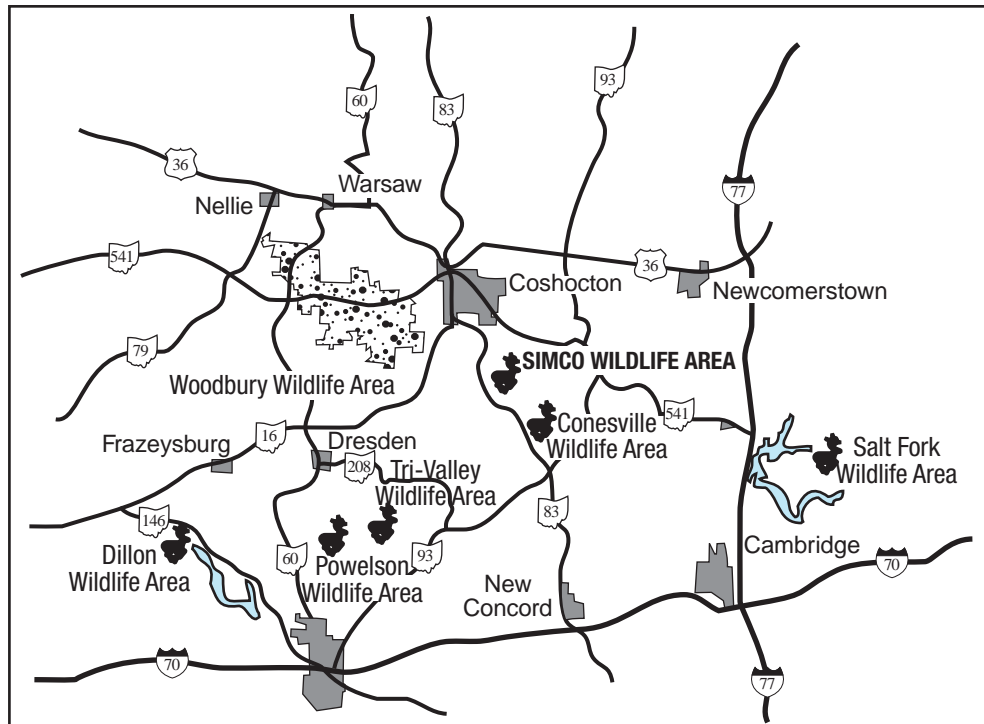 60
83
93
36
77
Warsaw
Nellie
541
Coshocton
36
Newcomerstown
79
SIMCO WILDLIFE AREA
Woodbury Wildlife Area
541
Conesville
Wildlife Area
16
Frazeysburg
Dresden
208
Salt Fork
Wildlife Area
Tri-Valley
Wildlife Area
146
83
Dillon
Wildlife Area
60
Powelson
Wildlife Area
93
Cambridge
70
New
Concord
70
77